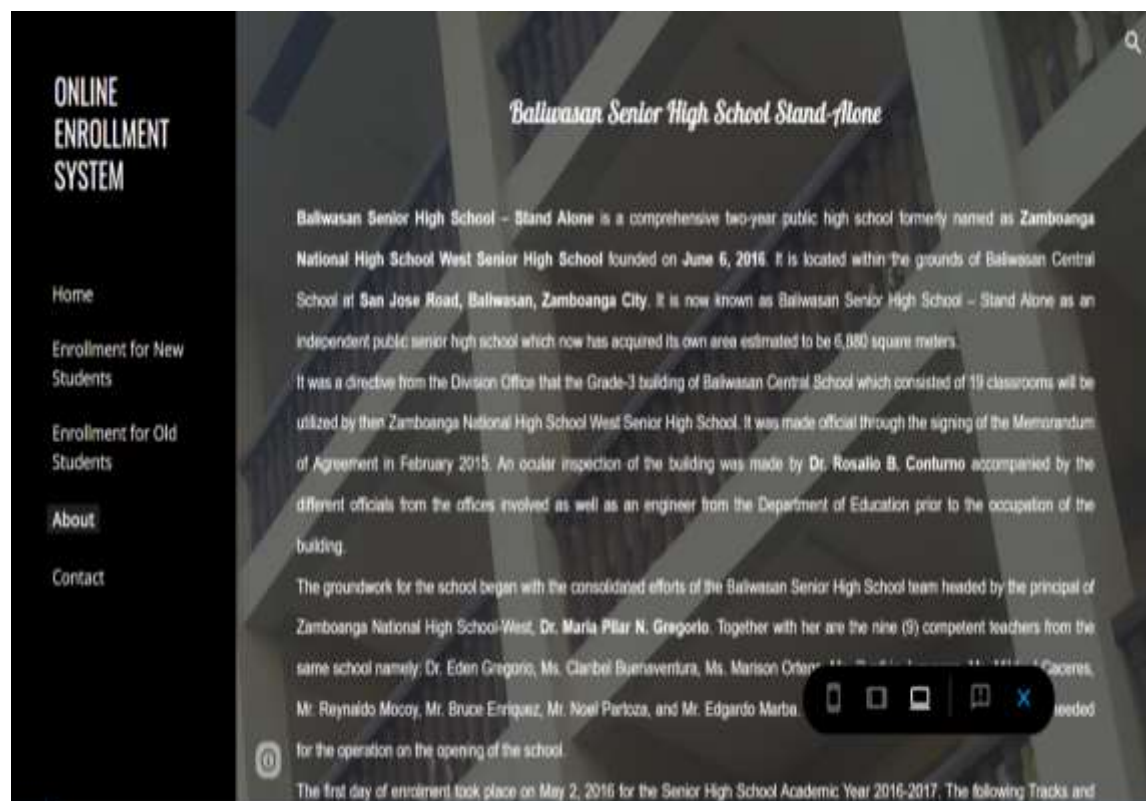 ONLINE
ENROLLMENT
SYSTEM
Home
Enrollment for New
Students
Enrollment for Old
Students
About
Contact
Baliwasan Senior High School Stand-Alone
Baliwasan Senior High School – Stand Alone is a comprehensive two-year public high school formerly named as Zamboanga
National High School West Senior High School founded on June 6, 2016. It is located within the grounds of Baliwasan Central
School at San Jose Road, Baliwasan, Zamboanga City. It is now known as Baliwasan Senior High School – Stand Alone as an
independent public senior high school which now has acquired its own area estimated to be 6,880 square meters.
It was a directive from the Division Office that the Grade-3 building of Baliwasan Central School which consisted of 19 classrooms will be
utilized by then Zamboanga National High School West Senior High School. It was made official through the signing of the Memorandum
of Agreement in February 2015. An ocular inspection of the building was made by Dr. Rosalio B. Conturno accompanied by the
different officials from the offices involved as well as an engineer from the Department of Education prior to the occupation of the
building.
The groundwork for the school began with the consolidated efforts of the Baliwasan Senior High School team headed by the principal of
Zamboanga National High School-West, Dr. Maria Pilar N. Gregorio. Together with her are the nine (9) competent teachers from the
same school namely; Dr. Eden Gregorio, Ms. Claribel Buenaventura, Ms. Marison Caceres,
Mr. Reynaldo Mocoy, Mr. Bruce Enriquez, Mr. Noel Partoza, and Mr. Edgardo Marba. needed
for the operation on the opening of the school.
The first day of enrolment took place on May 2, 2016 for the Senior High School Academic Year 2016-2017. The following Tracks and